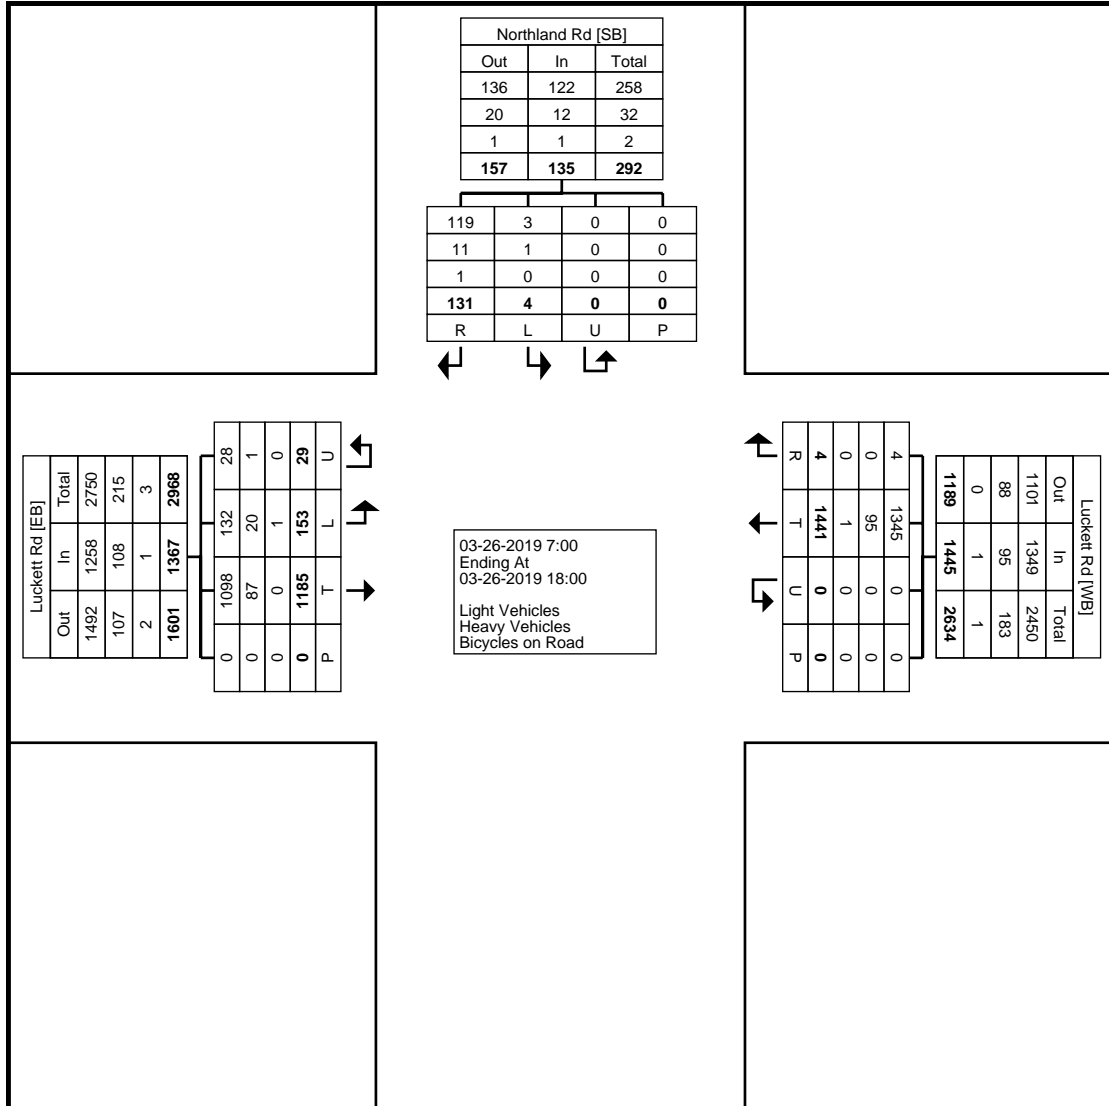 Northland Rd [SB]
Out In Total
136 122 258
20 12 32
1 1 2
157 135 292
119 3 0 0
11 1 0 0
1 0 0 0
131 4 0 0
R L U P
Luckett Rd [EB]
Total In Out
2750 1258 1492
215 108 107
3 1 2
2968 1367 1601
28 132 1098 0
1 20 87 0
0 1 0 0
29 153 1185 0
U L T P
03-26-2019 7:00
Ending At
03-26-2019 18:00
Light Vehicles
Heavy Vehicles
Bicycles on Road
Luckett Rd [WB]
Out In Total
1101 1349 2450
88 95 183
0 1 1
1189 1445 2634
4 1345 0 0
0 95 0 0
0 1 0 0
4 1441 0 0
R T U P